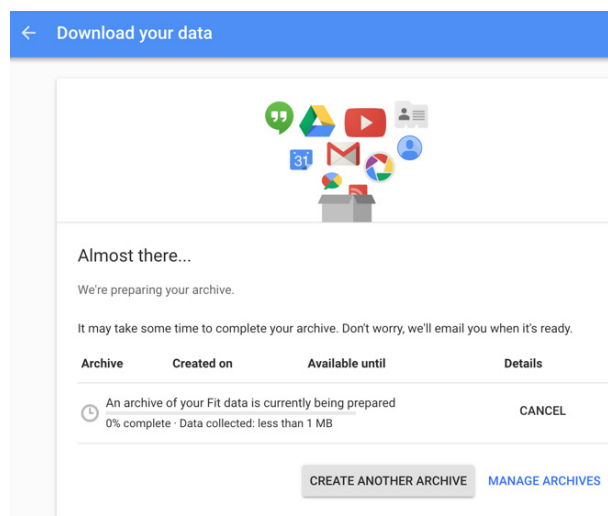 Download your data
31
Almost there...
We're preparing your archive.
It may take some time to complete your archive. Don't worry, we'll email you when it's ready.
Archive Created on Available until Details
An archive of your Fit data is currently being prepared
0% complete · Data collected: less than 1 MB
CANCEL
CREATE ANOTHER ARCHIVE MANAGE ARCHIVES